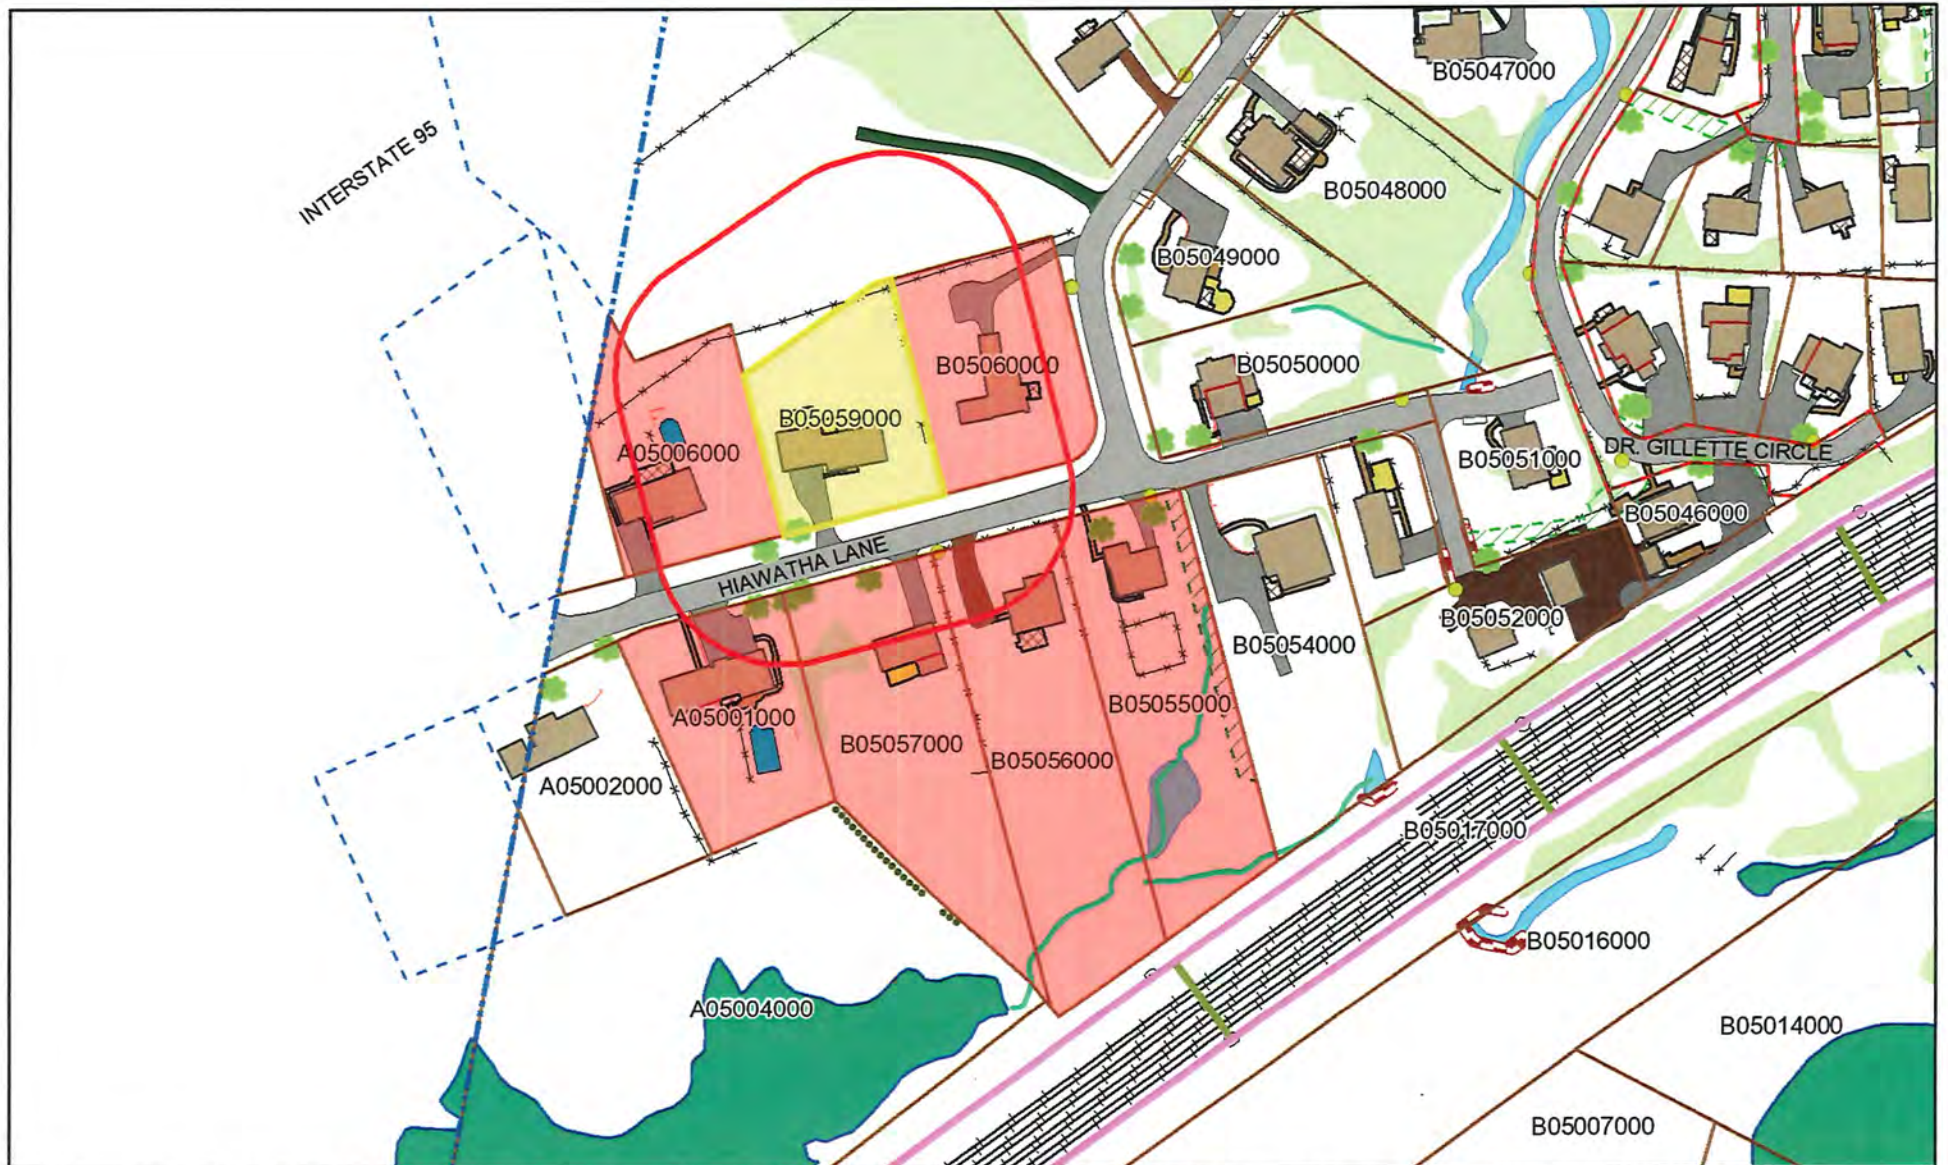 B05047000
INTERSTATE 95
B05048000
B05049000
B05060000
B05050000
B05059000
A05006000
B05051000
DR. GILLETTE CIRCLE
B05046000
HIAWATHA LANE
B05052000
B05054000
B05055000
A05001000
B05057000
B05056000
A05002000
B05017000
B05016000
A05004000
B05014000
B05007000